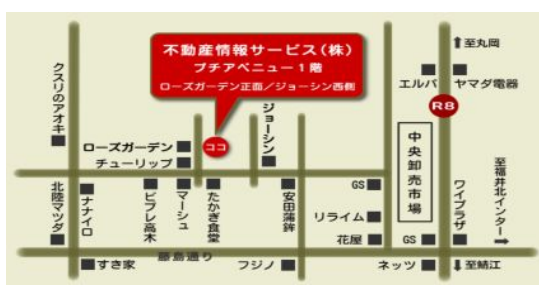 不動産情報サービス(株)
プチアベニュー1階
ローズガーデン正面/ジョーシン西側
ココ
クスリのアオキ
ローズガーデン
チューリップ
ジョーシン
エルパ
ヤマダ電器
↑至丸岡
R8
中央卸売市場
至福井北インター
北陸マツダ
ナナイロ
ビブレ高木
マーシュ
たかぎ食堂
安田蒲鉾
GS
リライム
花屋
GS
ワイプラザ
藤島通り
すき家
フジノ
ネッツ
↓至鯖江